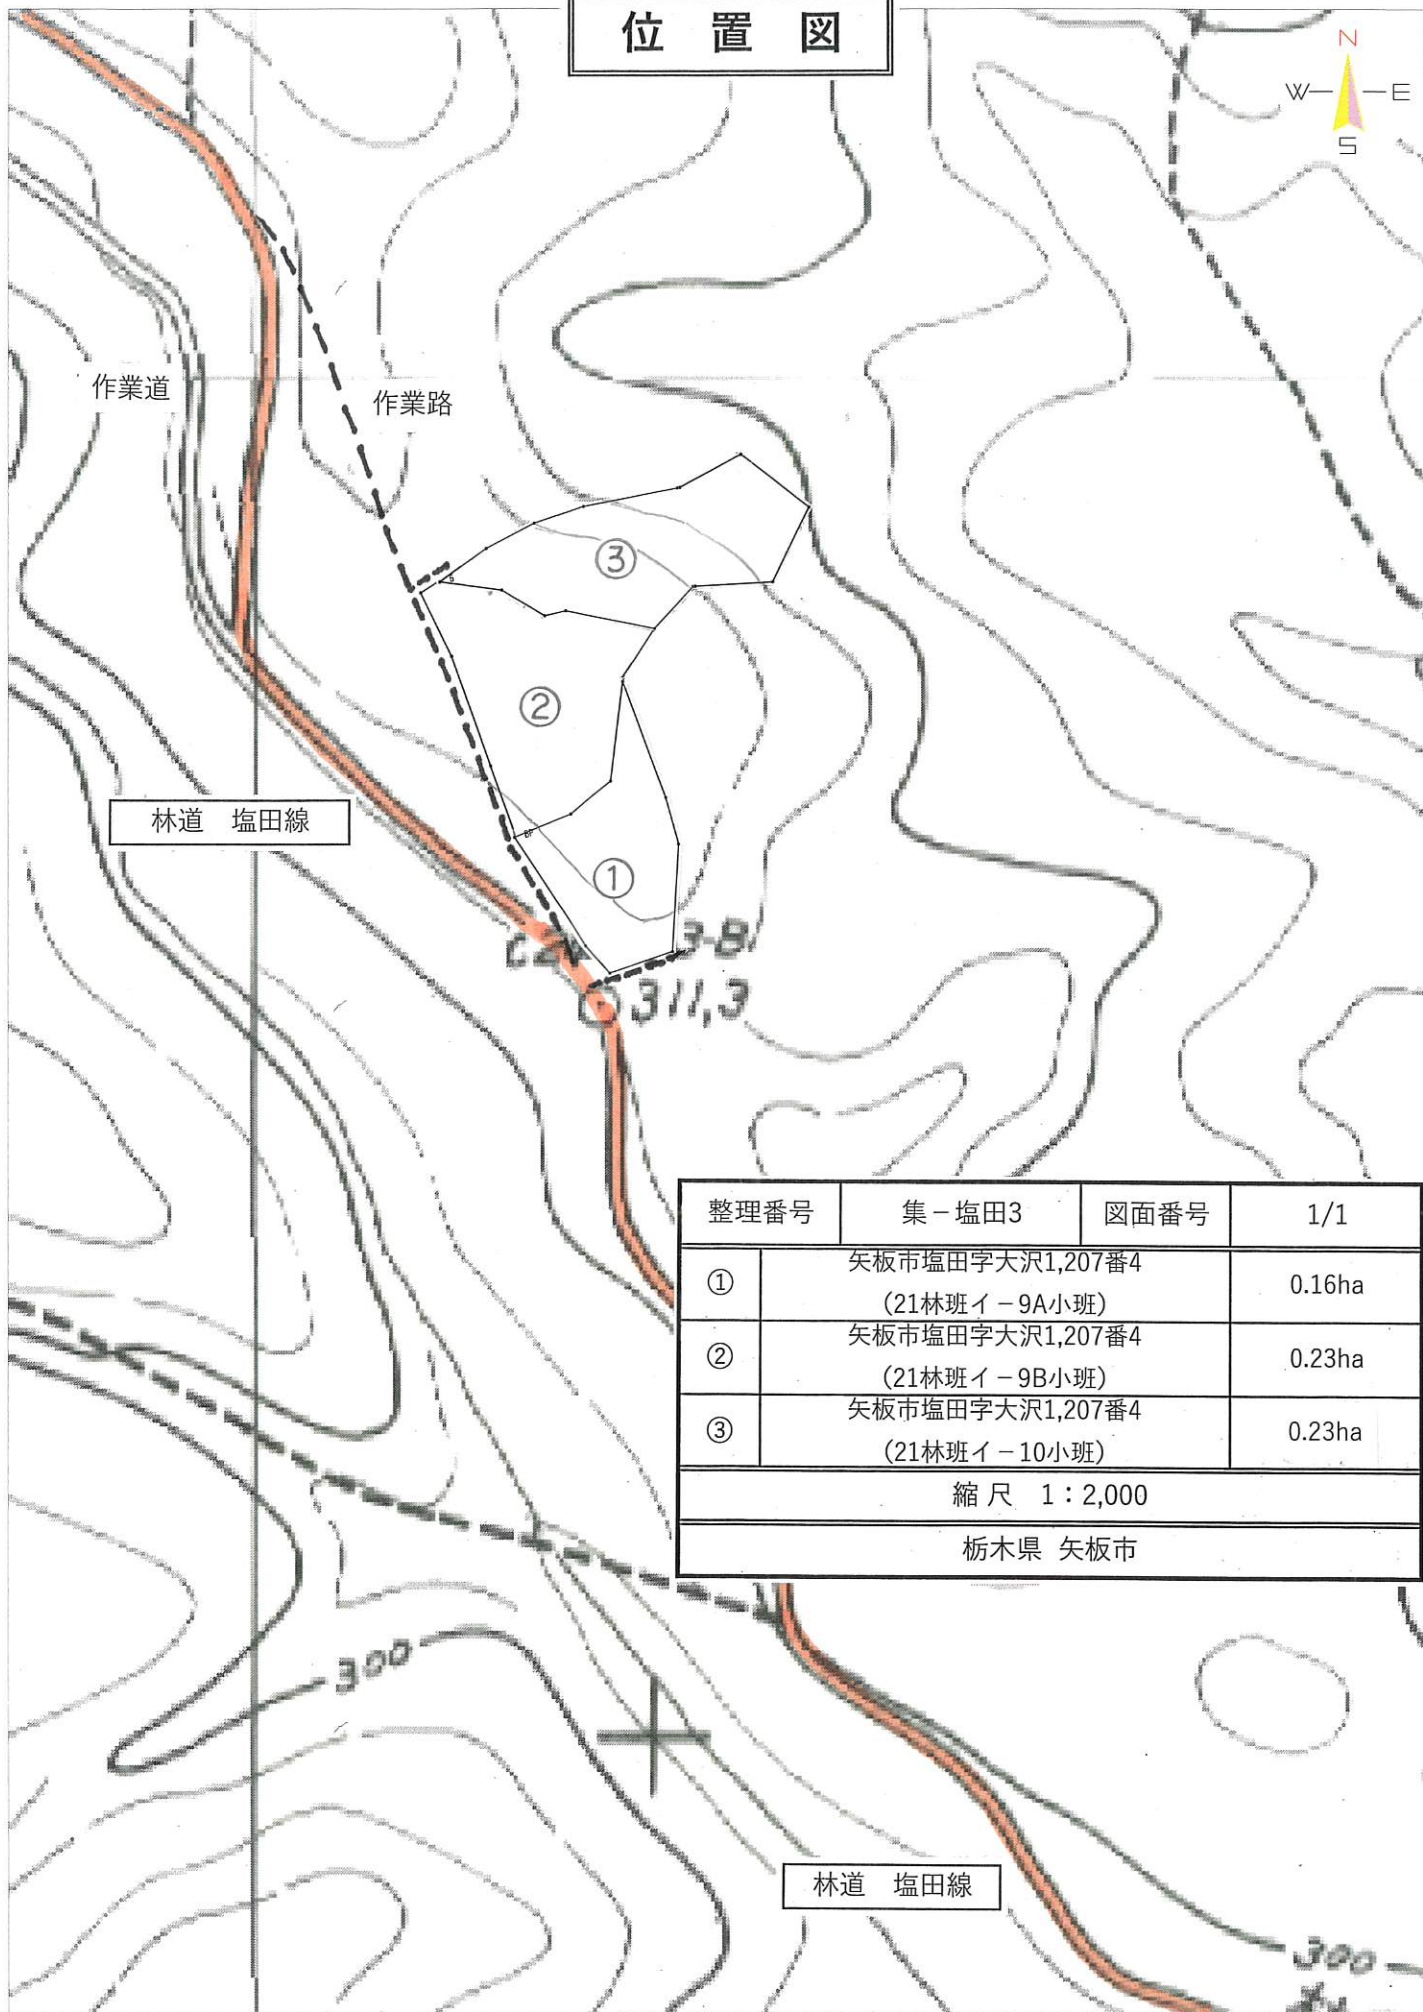 位 置 図
N
W E
S
作業道
作業路
③
②
林道 塩田線
①
3-B
311,3
整理番号 集－塩田3 図面番号 1/1
① 矢板市塩田字大沢1,207番4 0.16ha
(21林班イ－9A小班)
② 矢板市塩田字大沢1,207番4 0.23ha
(21林班イ－9B小班)
③ 矢板市塩田字大沢1,207番4 0.23ha
(21林班イ－10小班)
縮 尺 1：2,000
栃木県 矢板市
300
林道 塩田線
300